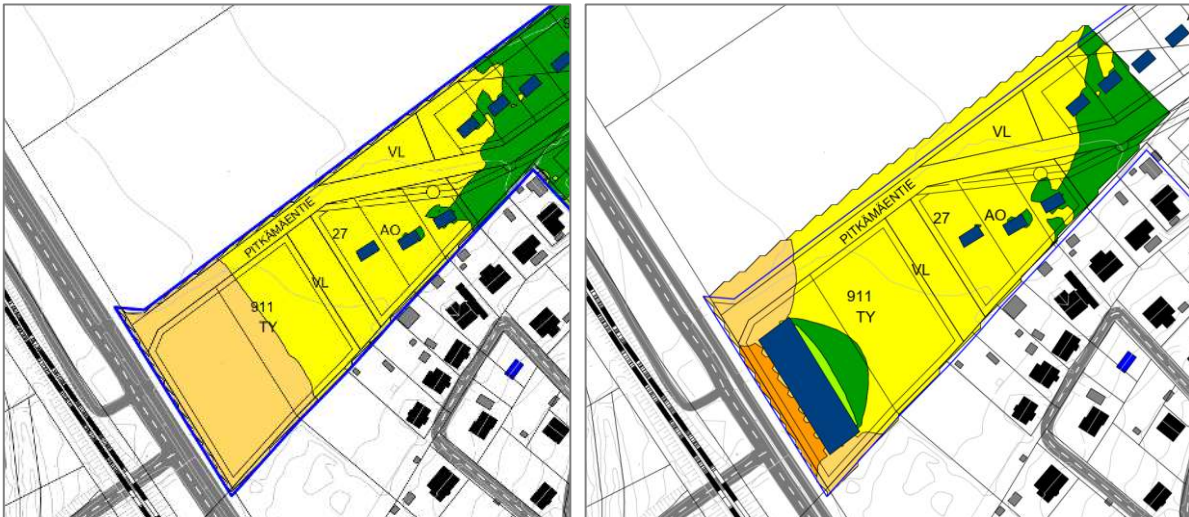 VL
PITKÄMÄENTIE
27
AO
VL
911
TY
VL
PITKÄMÄENTIE
27
AO
VL
911
TY